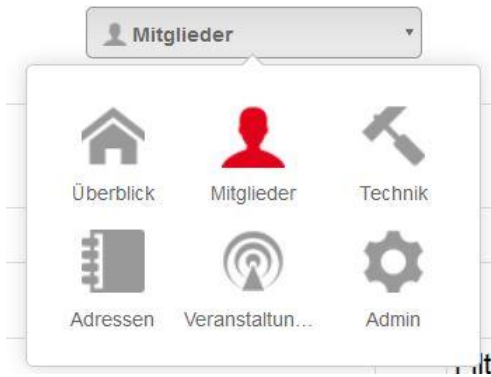 Mitglieder
Überblick Mitglieder Technik
Adressen Veranstaltun... Admin